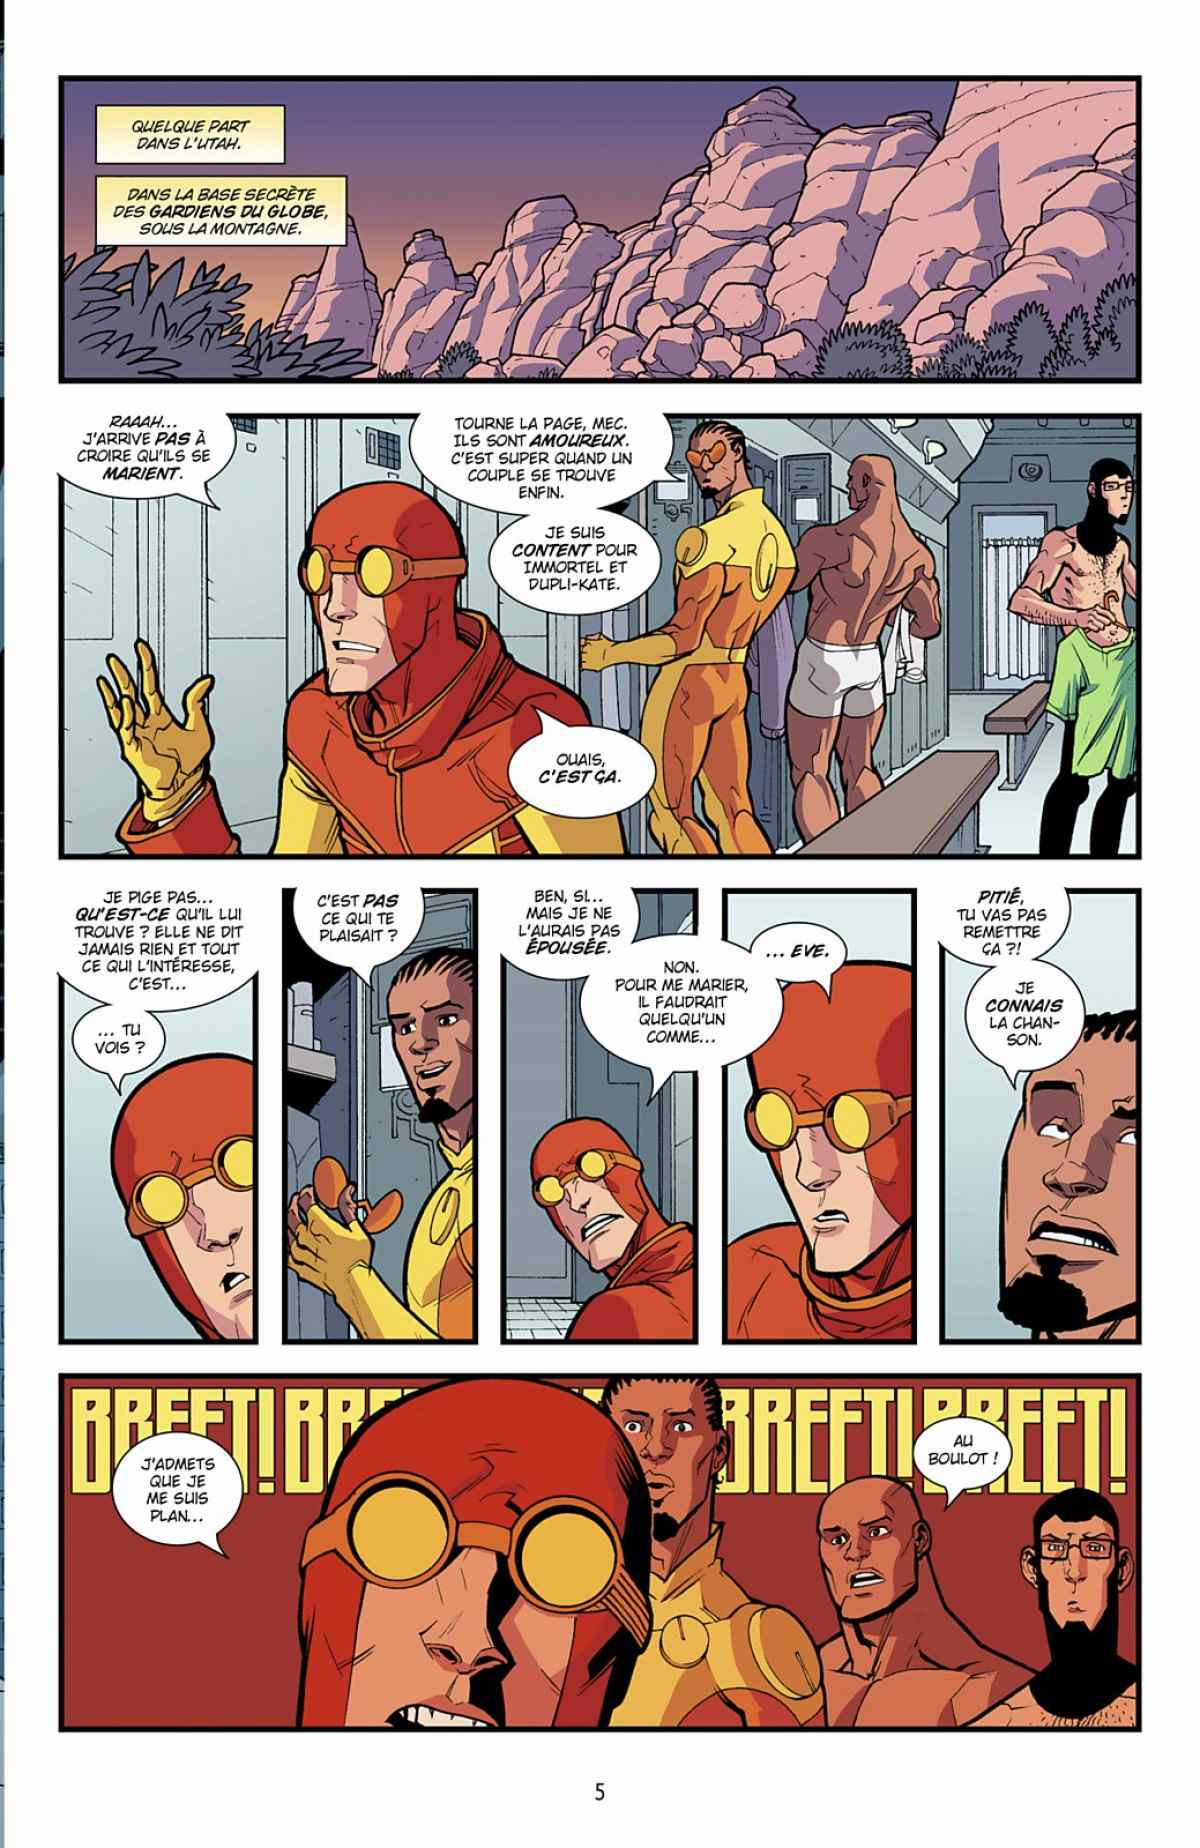 QUELQUE PART
DANS L'UTAH.
DANS LA BASE SECRÈTE
DES GARDIENS DU GLOBE,
SOUS LA MONTAGNE.
RAAAH...
J'ARRIVE PAS À
CROIRE QU'ILS SE
MARIENT.
TOURNE LA PAGE, MEC.
ILS SONT AMOUREUX.
C'EST SUPER QUAND UN
COUPLE SE TROUVE
ENFIN.
JE SUIS
CONTENT POUR
IMMORTEL ET
DUPLI-KATE.
OUAIS,
C'EST ÇA.
JE PIGE PAS...
QU'EST-CE QU'IL LUI
TROUVE ? ELLE NE DIT
JAMAIS RIEN ET TOUT
CE QUI L'INTÉRESSE,
C'EST...
... TU
VOIS ?
C'EST PAS
CE QUI TE
PLAISAIT ?
BEN, SI...
MAIS JE NE
L'AURAIS PAS
ÉPOUSÉE.
NON.
POUR ME MARIER,
IL FAUDRAIT
QUELQU'UN
COMME...
... EVE.
PITIÉ,
TU VAS PAS
REMETTRE
ÇA ?!
JE
CONNAIS
LA CHAN-
SON.
BREET! BREET! BREET! BREET!
J'ADMETS
QUE JE
ME SUIS
PLAN...
AU
BOULOT !
5